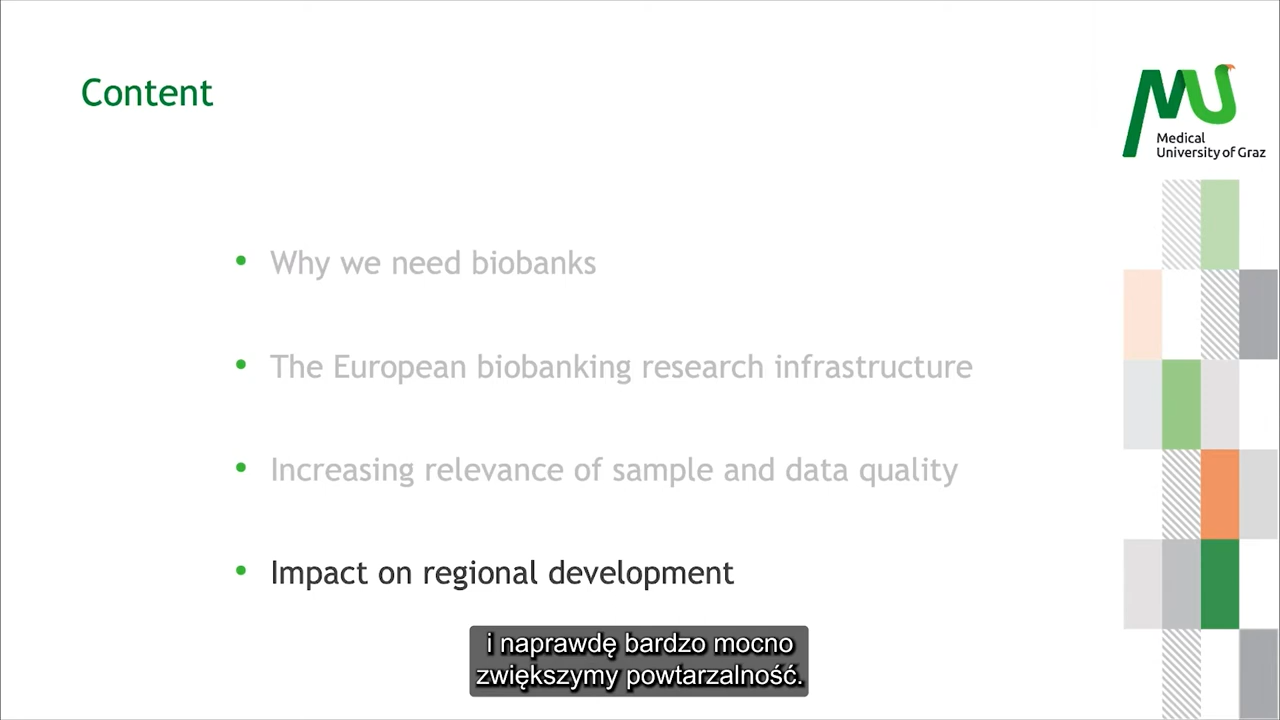 Content
MU
Medical
University of Graz
• Why we need biobanks
• The European biobanking research infrastructure
• Increasing relevance of sample and data quality
• Impact on regional development
i naprawdę bardzo mocno
zwiększymy powtarzalność.